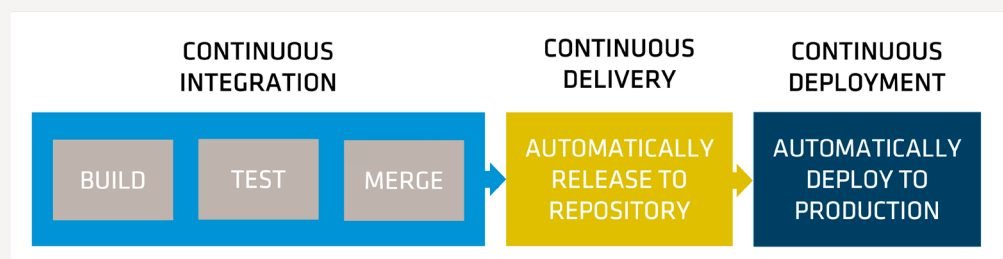 CONTINUOUS
INTEGRATION
CONTINUOUS
DELIVERY
CONTINUOUS
DEPLOYMENT
BUILD
TEST
MERGE
AUTOMATICALLY
RELEASE TO
REPOSITORY
AUTOMATICALLY
DEPLOY TO
PRODUCTION